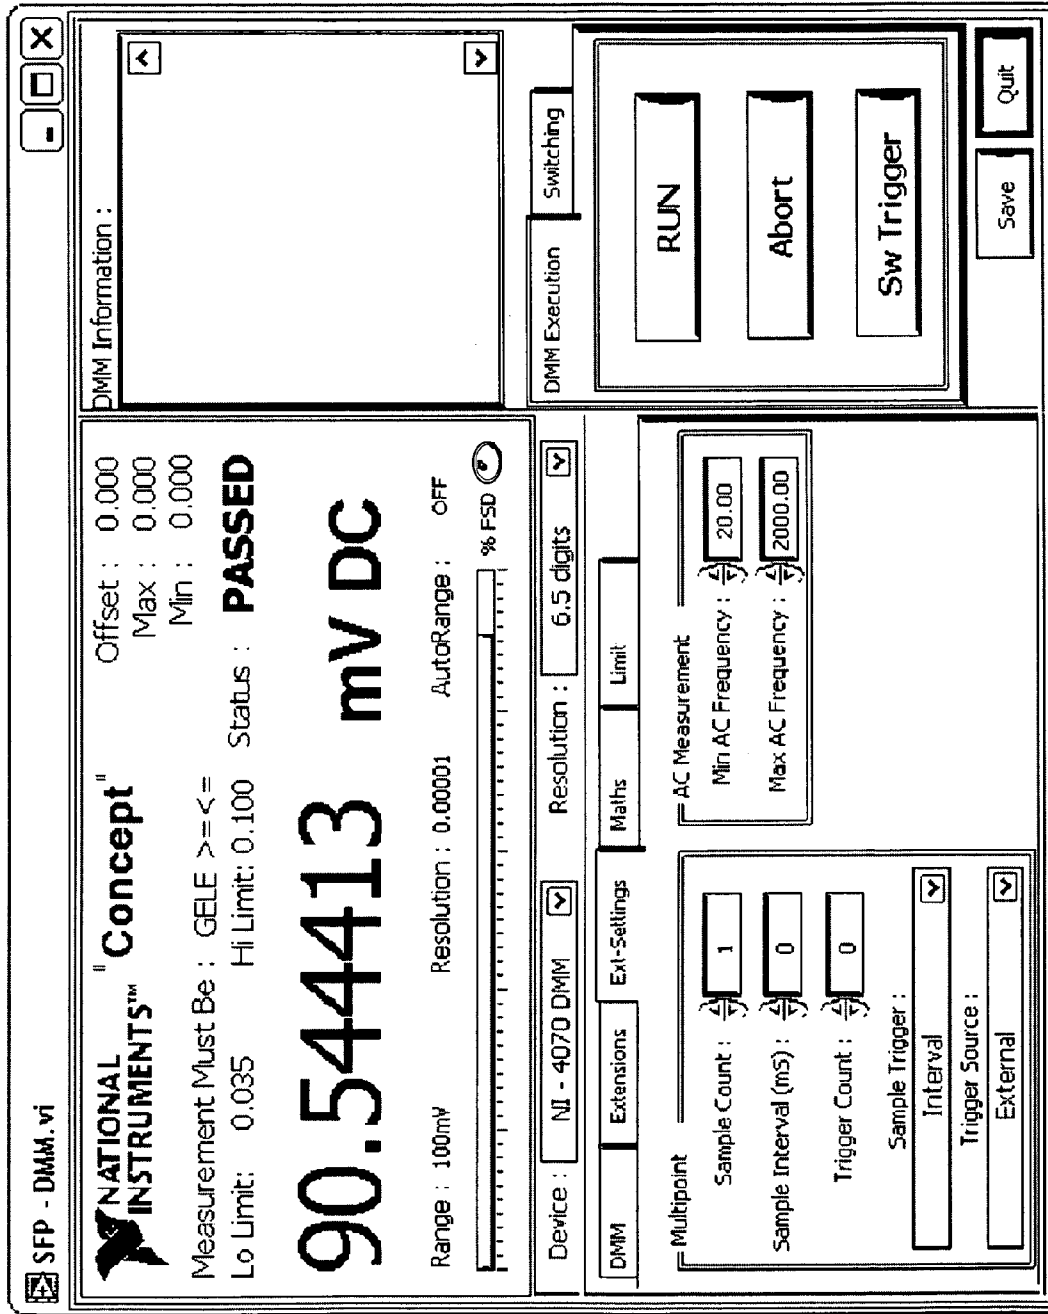 SFP - DMM.vi
NATIONAL INSTRUMENTS™ "Concept"
Offset : 0.000
Max : 0.000
Min : 0.000
Measurement Must Be : GELE >=<=
Lo Limit: 0.035 Hi Limit: 0.100 Status : PASSED
90.544413 mV DC
Range : 100mV Resolution : 0.00001 AutoRange : OFF
% FSD
Device : NI - 4070 DMM Resolution : 6.5 digits
DMM Extensions Ext-Settings Maths Limit
Multipoint
Sample Count : 1
Sample Interval (mS) : 0
Trigger Count : 0
Sample Trigger :
Interval
Trigger Source :
External
AC Measurement
Min AC Frequency : 20.00
Max AC Frequency : 2000.00
DMM Information :
DMM Execution Switching
RUN
Abort
Sw Trigger
Save Quit